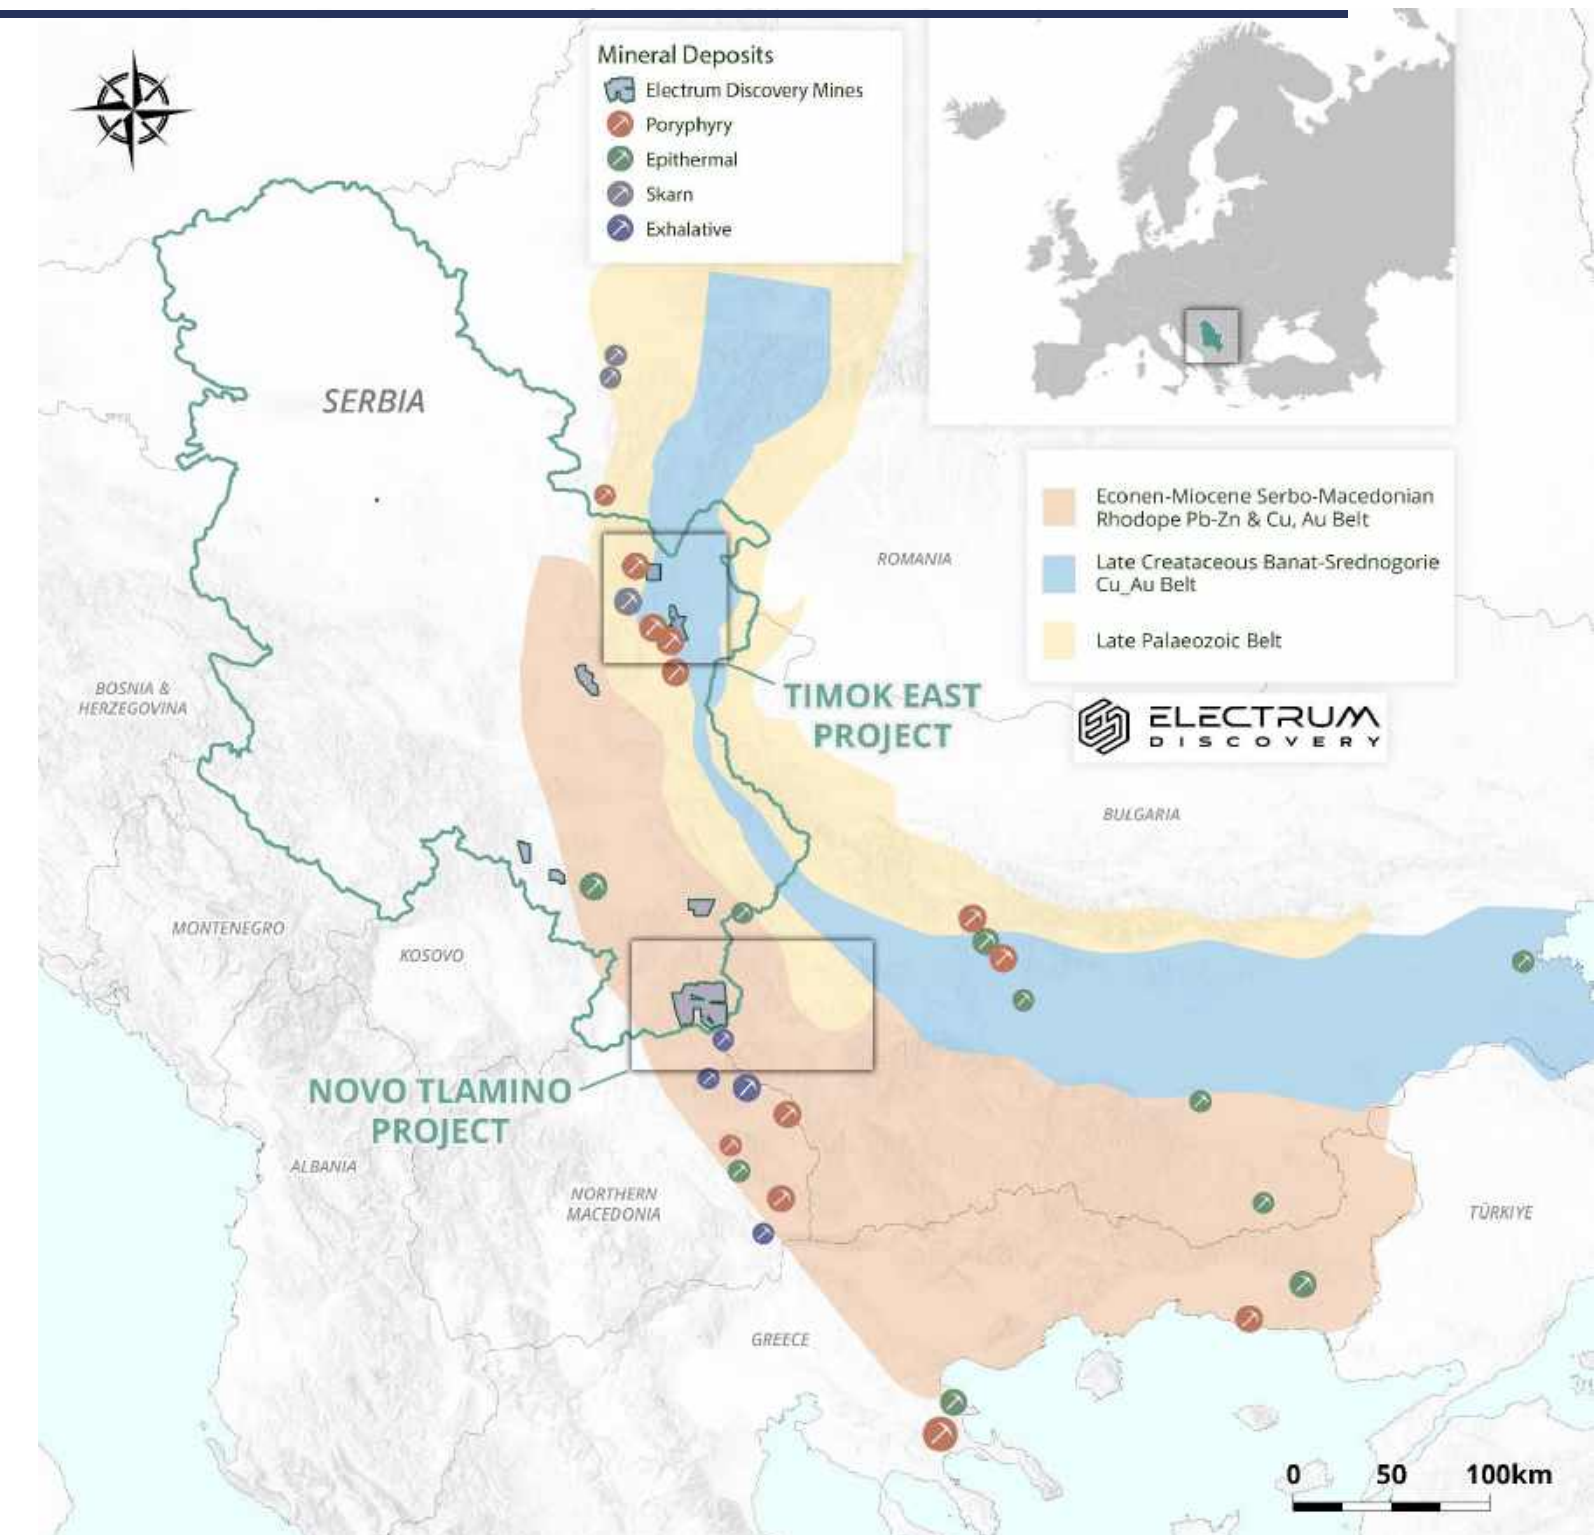 Mineral Deposits
Electrum Discovery Mines
Poryphyry
Epithermal
Skarn
Exhalative
SERBIA
Econen-Miocene Serbo-Macedonian
Rhodope Pb-Zn & Cu, Au Belt
Late Creataceous Banat-Srednogorie
Cu_Au Belt
Late Palaeozoic Belt
ROMANIA
BOSNIA &
HERZEGOVINA
TIMOK EAST
PROJECT
ELECTRUM
DISCOVERY
BULGARIA
MONTENEGRO
KOSOVO
NOVO TLAMINO
PROJECT
ALBANIA
NORTHERN
MACEDONIA
TÜRKIYE
GREECE
0 50 100km